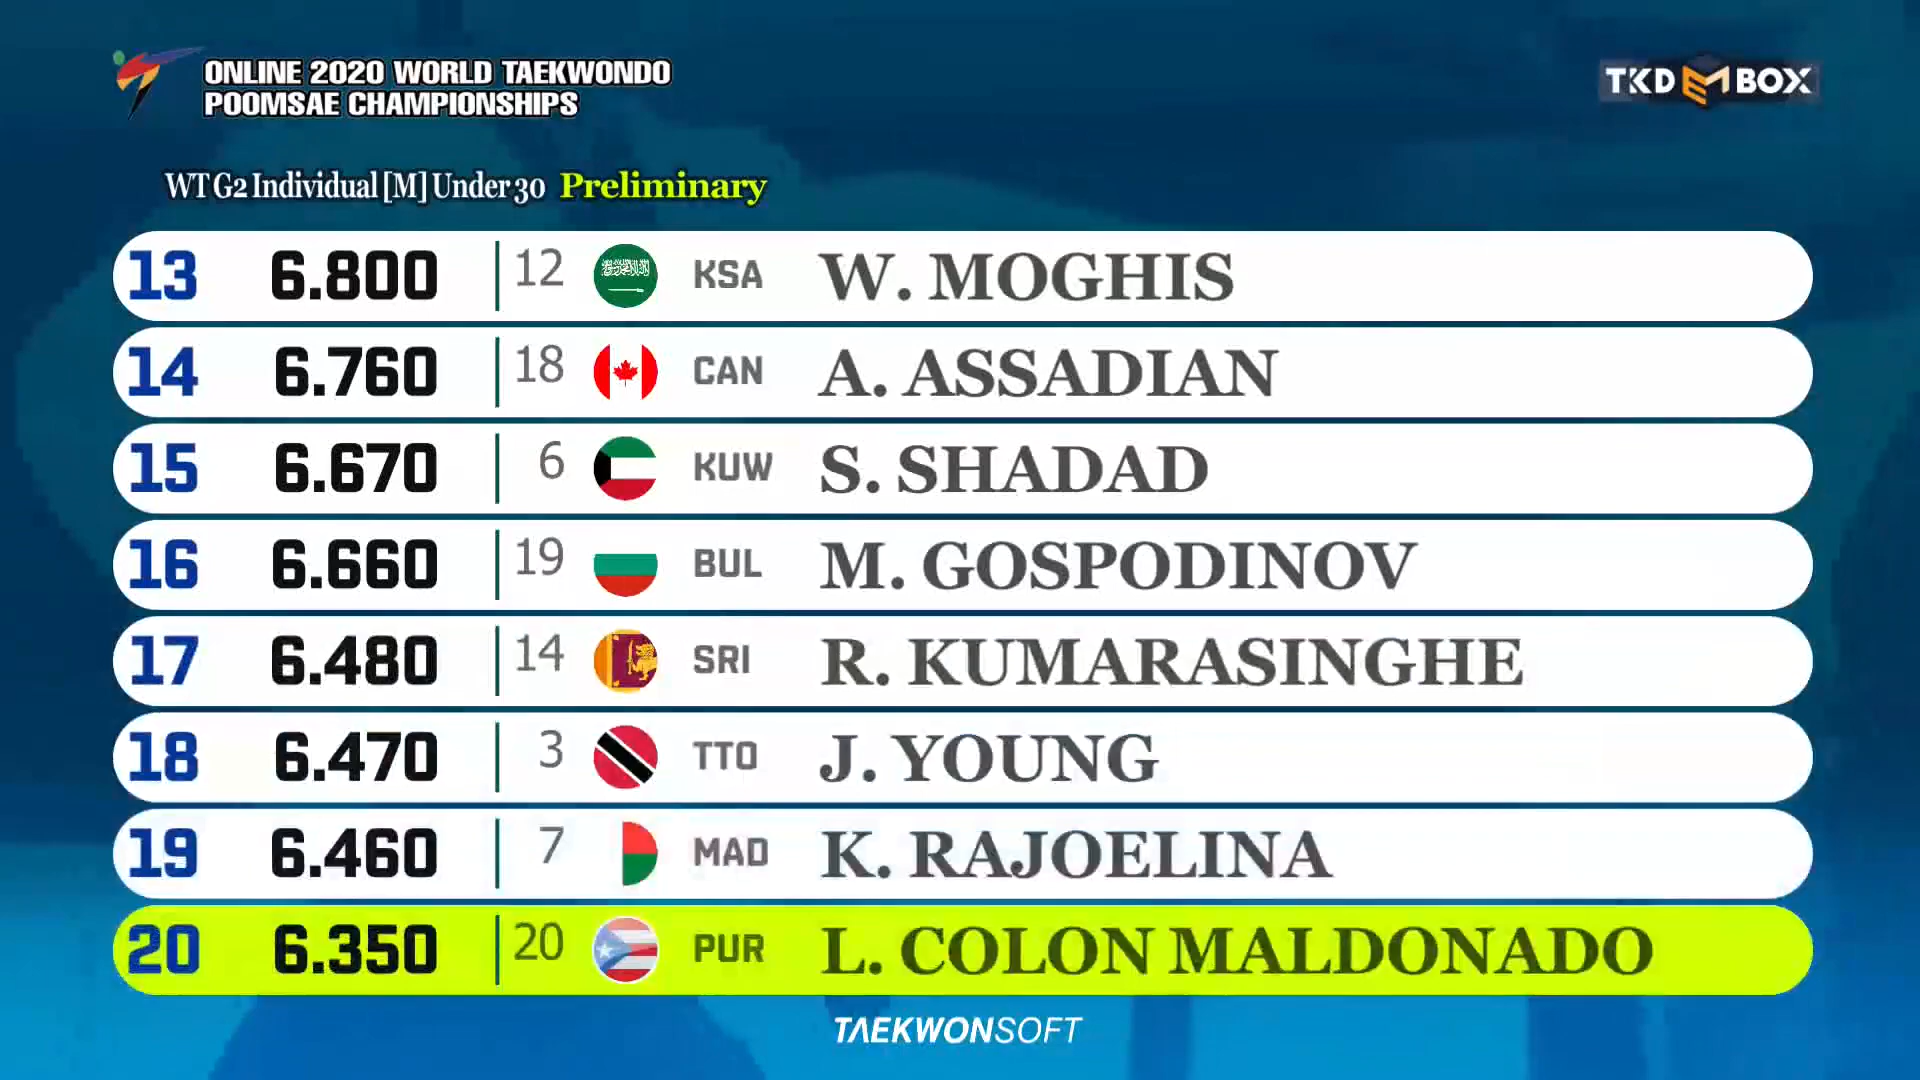 ONLINE 2020 WORLD TAEKWONDO
POOMSAE CHAMPIONSHIPS
TKD BOX
WT G2 Individual [M] Under 30 Preliminary
13 6.800 12 KSA W. MOGHIS
14 6.760 18 CAN A. ASSADIAN
15 6.670 6 KUW S. SHADAD
16 6.660 19 BUL M. GOSPODINOV
17 6.480 14 SRI R. KUMARASINGHE
18 6.470 3 TTO J. YOUNG
19 6.460 7 MAD K. RAJOELINA
20 6.350 20 PUR L. COLON MALDONADO
TAEKWONSOFT